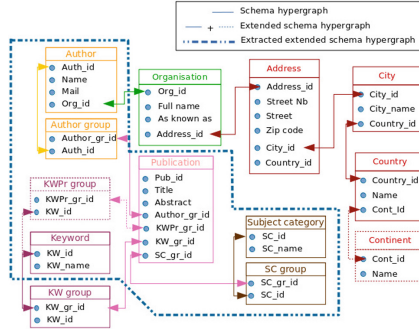 Schema hypergraph
+ Extended schema hypergraph
Extracted extended schema hypergraph
Author
Auth_id
Name
Mail
Org_id
Author group
Author_gr_id
Auth_id
Organisation
Org_id
Full name
As known as
Address_id
Address
Address_id
Street Nb
Street
Zip code
City_id
Country_id
City
City_id
City_name
Country_id
Country
Country_id
Name
Cont_Id
Continent
Cont_id
Name
Publication
Pub_id
Title
Abstract
Author_gr_id
KWPr_gr_id
KW_gr_id
SC_gr_id
KWPr group
KWPr_gr_id
KW_id
Keyword
KW_id
KW_name
KW group
KW_gr_id
KW_id
Subject category
SC_id
SC_name
SC group
SC_gr_id
SC_id